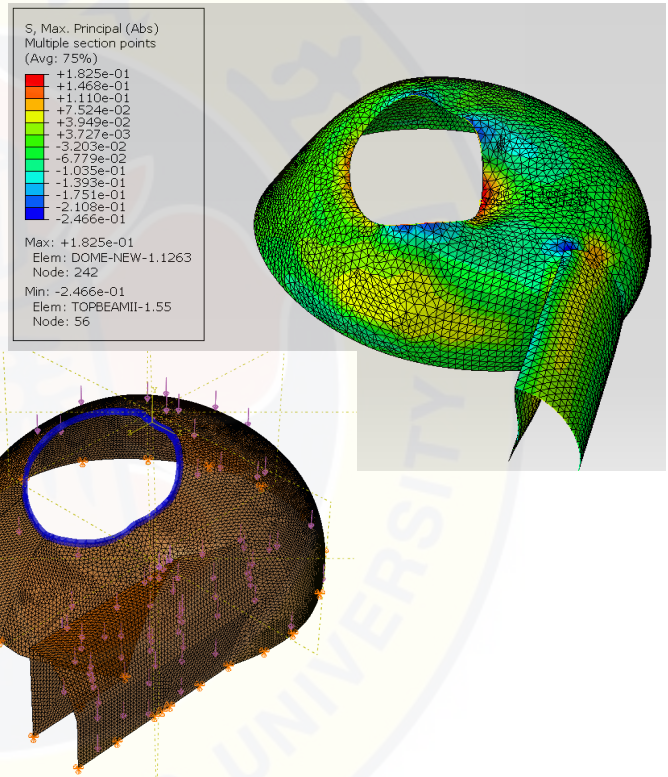 S, Max. Principal (Abs)
Multiple section points
(Avg: 75%)
+1.825e-01
+1.468e-01
+1.110e-01
+7.524e-02
+3.949e-02
+3.727e-03
-3.203e-02
-6.779e-02
-1.035e-01
-1.393e-01
-1.751e-01
-2.108e-01
-2.466e-01
Max: +1.825e-01
Elem: DOME-NEW-1.1263
Node: 242
Min: -2.466e-01
Elem: TOPBEAMII-1.55
Node: 56
UNIVERSITY